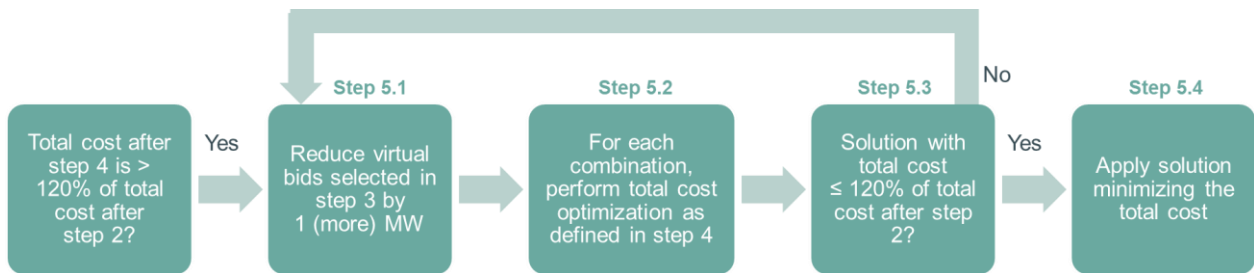 No
Step 5.1
Step 5.2
Step 5.3
Step 5.4
Total cost after
step 4 is >
120% of total
cost after
step 2?
Yes
Reduce virtual
bids selected in
step 3 by
1 (more) MW
For each
combination,
perform total cost
optimization as
defined in step 4
Solution with
total cost
≤ 120% of total
cost after step
2?
Yes
Apply solution
minimizing the
total cost